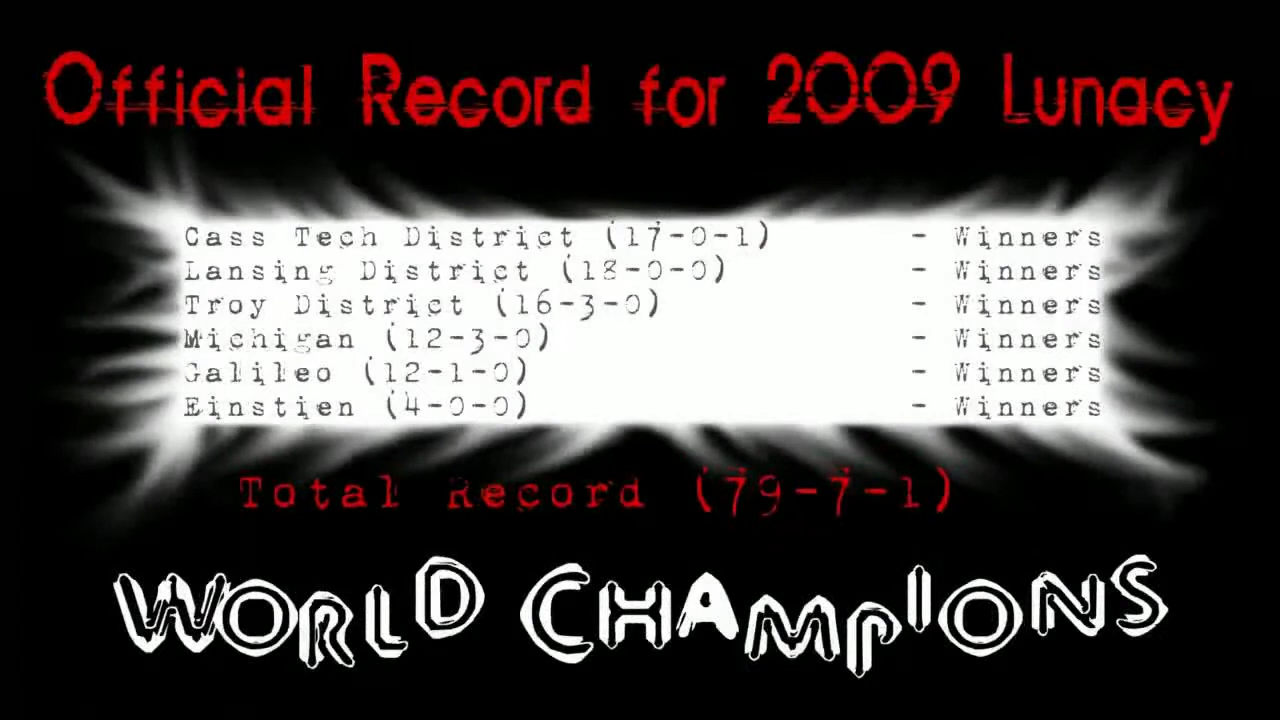 Official Record for 2009 Lunacy
Cass Tech District (17-0-1) - Winners
Lansing District (18-0-0) - Winners
Troy District (16-3-0) - Winners
Michigan (12-3-0) - Winners
Galileo (12-1-0) - Winners
Einstien (4-0-0) - Winners
Total Record (79-7-1)
WORLD CHAMPIONS